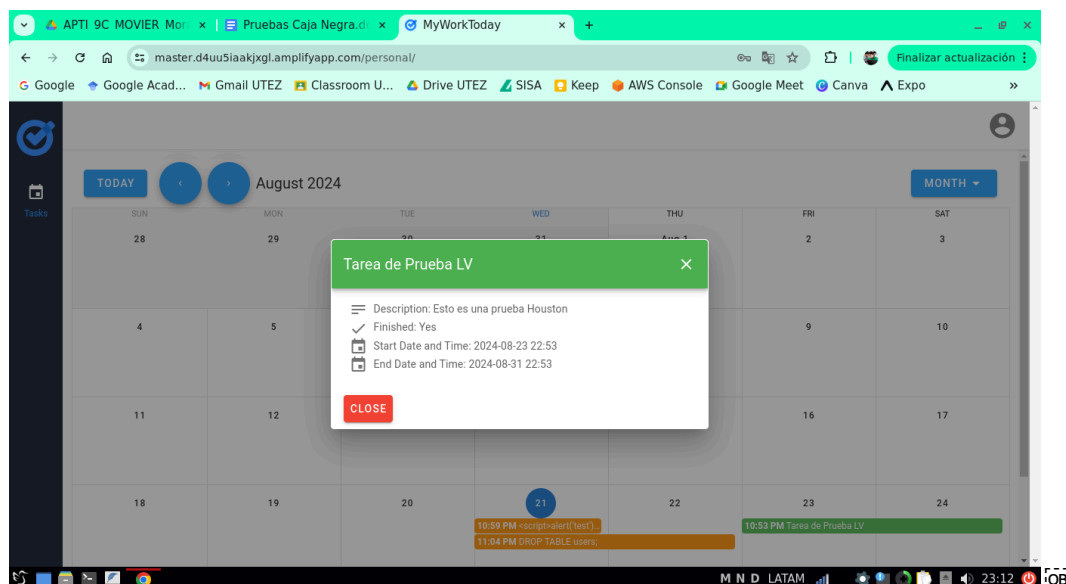 APTI 9C MOVIER Mor
Pruebas Caja Negra.d
MyWorkToday
master.d4uu5iaakjxgl.amplifyapp.com/personal/
Finalizar actualización
Google
Google Acad...
Gmail UTEZ
Classroom U...
Drive UTEZ
SISA
Keep
AWS Console
Google Meet
Canva
Expo
»
TODAY
August 2024
MONTH
Tasks
SUN MON TUE WED THU FRI SAT
28 29 30 31 Aug 1 2 3
Tarea de Prueba LV
Description: Esto es una prueba Houston
Finished: Yes
Start Date and Time: 2024-08-23 22:53
End Date and Time: 2024-08-31 22:53
CLOSE
4 5 9 10
11 12 16 17
18 19 20 21 22 23 24
10:59 PM <script>alert('test')...
10:53 PM Tarea de Prueba LV
11:04 PM DROP TABLE users;
M N D LATAM
23:12
OB